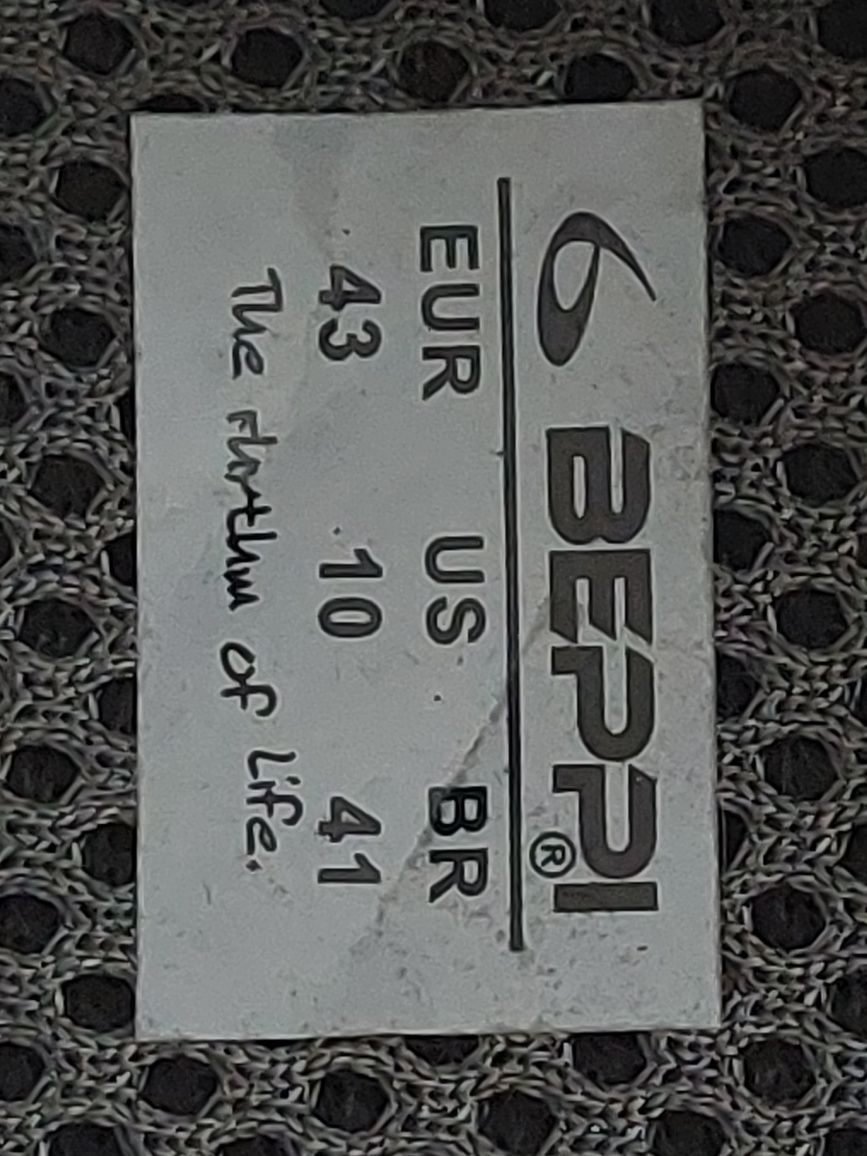 BEPPI®
EUR US BR
43 10 41
The rhythm of Life.